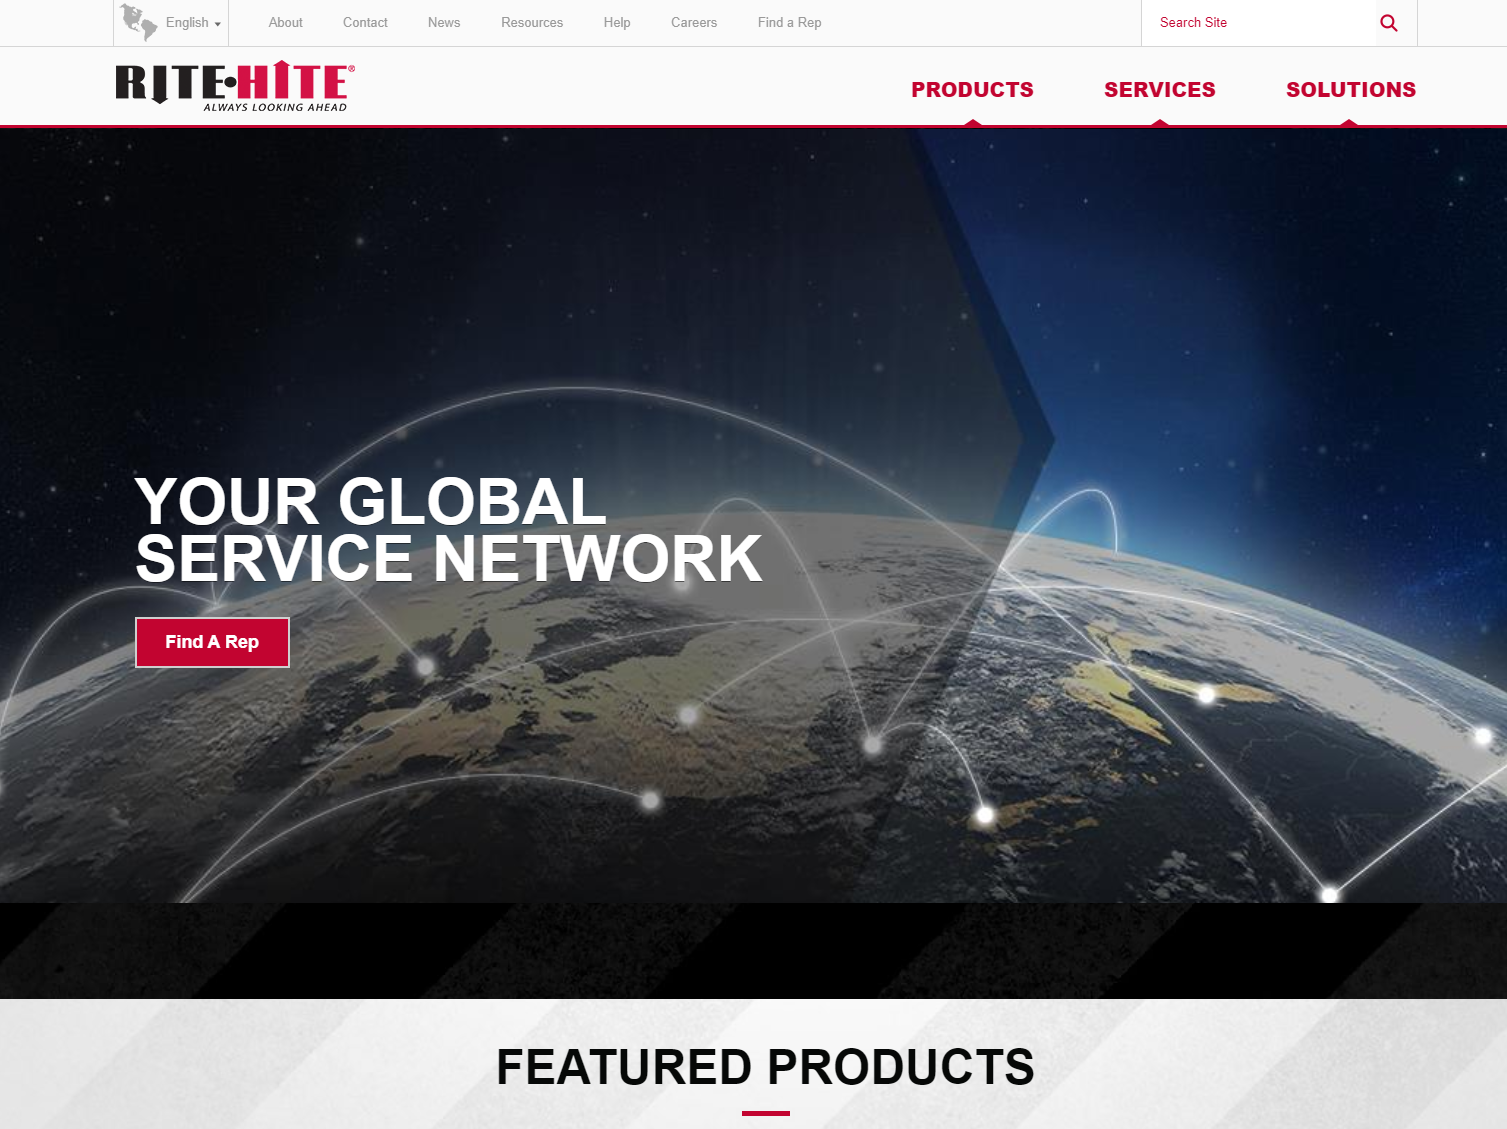 English
About
Contact
News
Resources
Help
Careers
Find a Rep
Search Site
RITE•HITE®
ALWAYS LOOKING AHEAD
PRODUCTS
SERVICES
SOLUTIONS
YOUR GLOBAL
SERVICE NETWORK
Find A Rep
FEATURED PRODUCTS